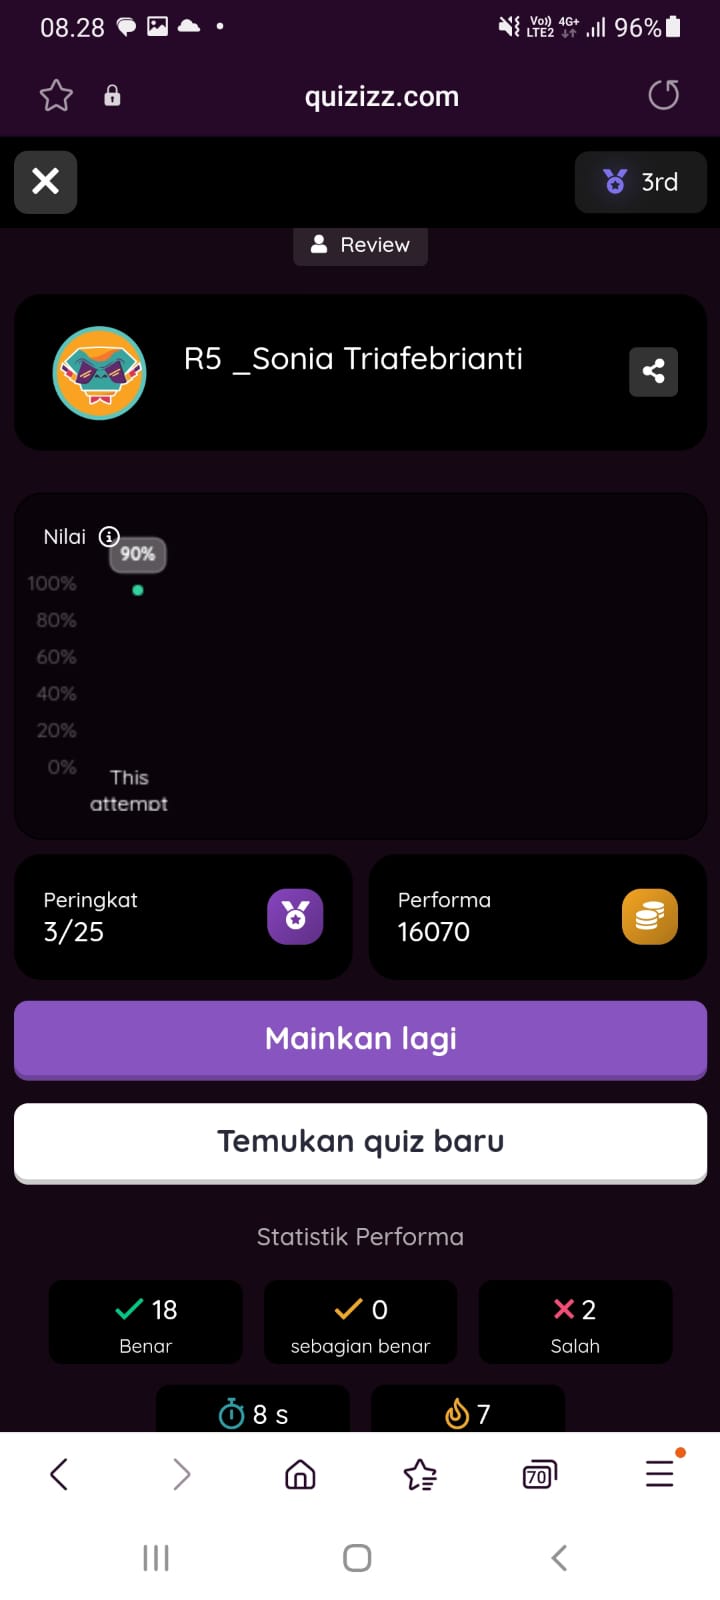 08.28
Vo)) LTE2 4G+ 96%
quizizz.com
3rd
Review
R5 _Sonia Triafebrianti
Nilai
90%
100%
80%
60%
40%
20%
0%
This
attempt
Peringkat
3/25
Performa
16070
Mainkan lagi
Temukan quiz baru
Statistik Performa
18
Benar
0
sebagian benar
2
Salah
8 s
7
70